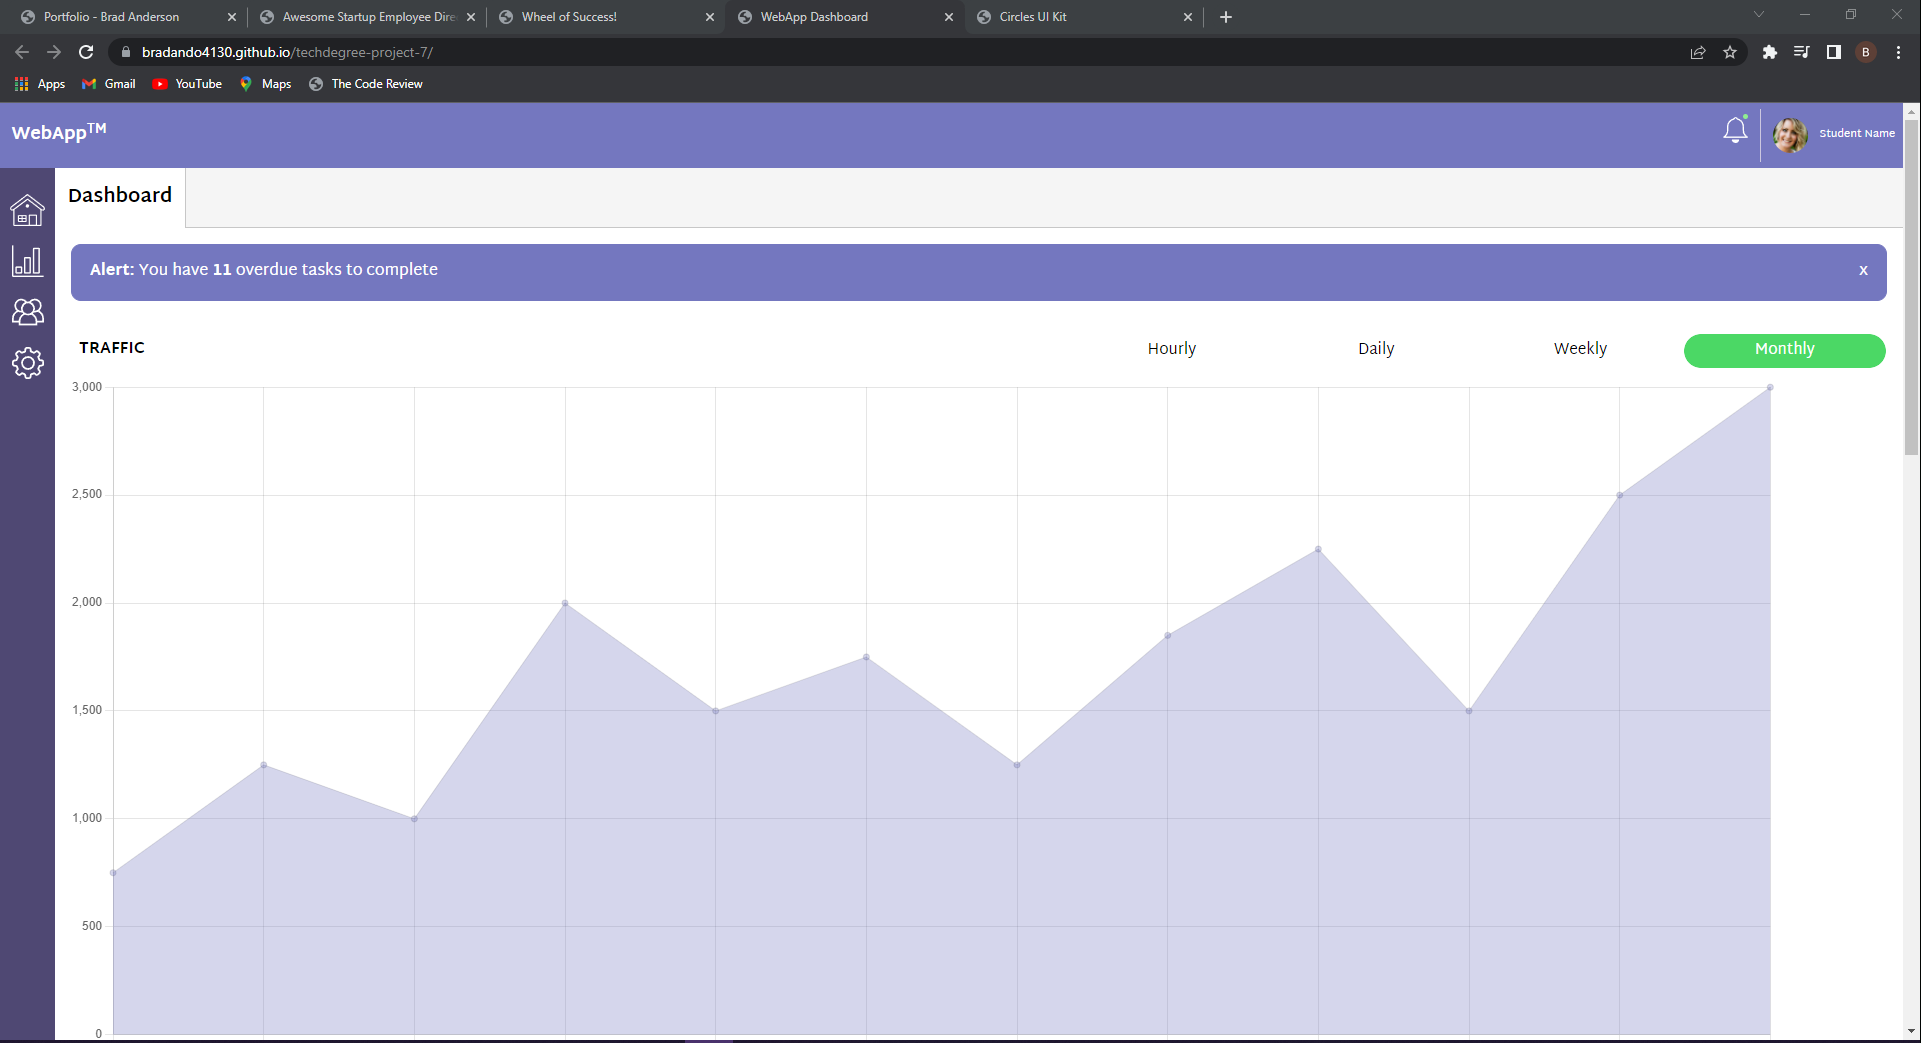 Portfolio - Brad Anderson
Awesome Startup Employee Dire
Wheel of Success!
WebApp Dashboard
Circles UI Kit
bradando4130.github.io/techdegree-project-7/
B
Apps
Gmail
YouTube
Maps
The Code Review
WebApp™
Student Name
Dashboard
Alert: You have 11 overdue tasks to complete
x
TRAFFIC
Hourly
Daily
Weekly
Monthly
3,000
2,500
2,000
1,500
1,000
500
0